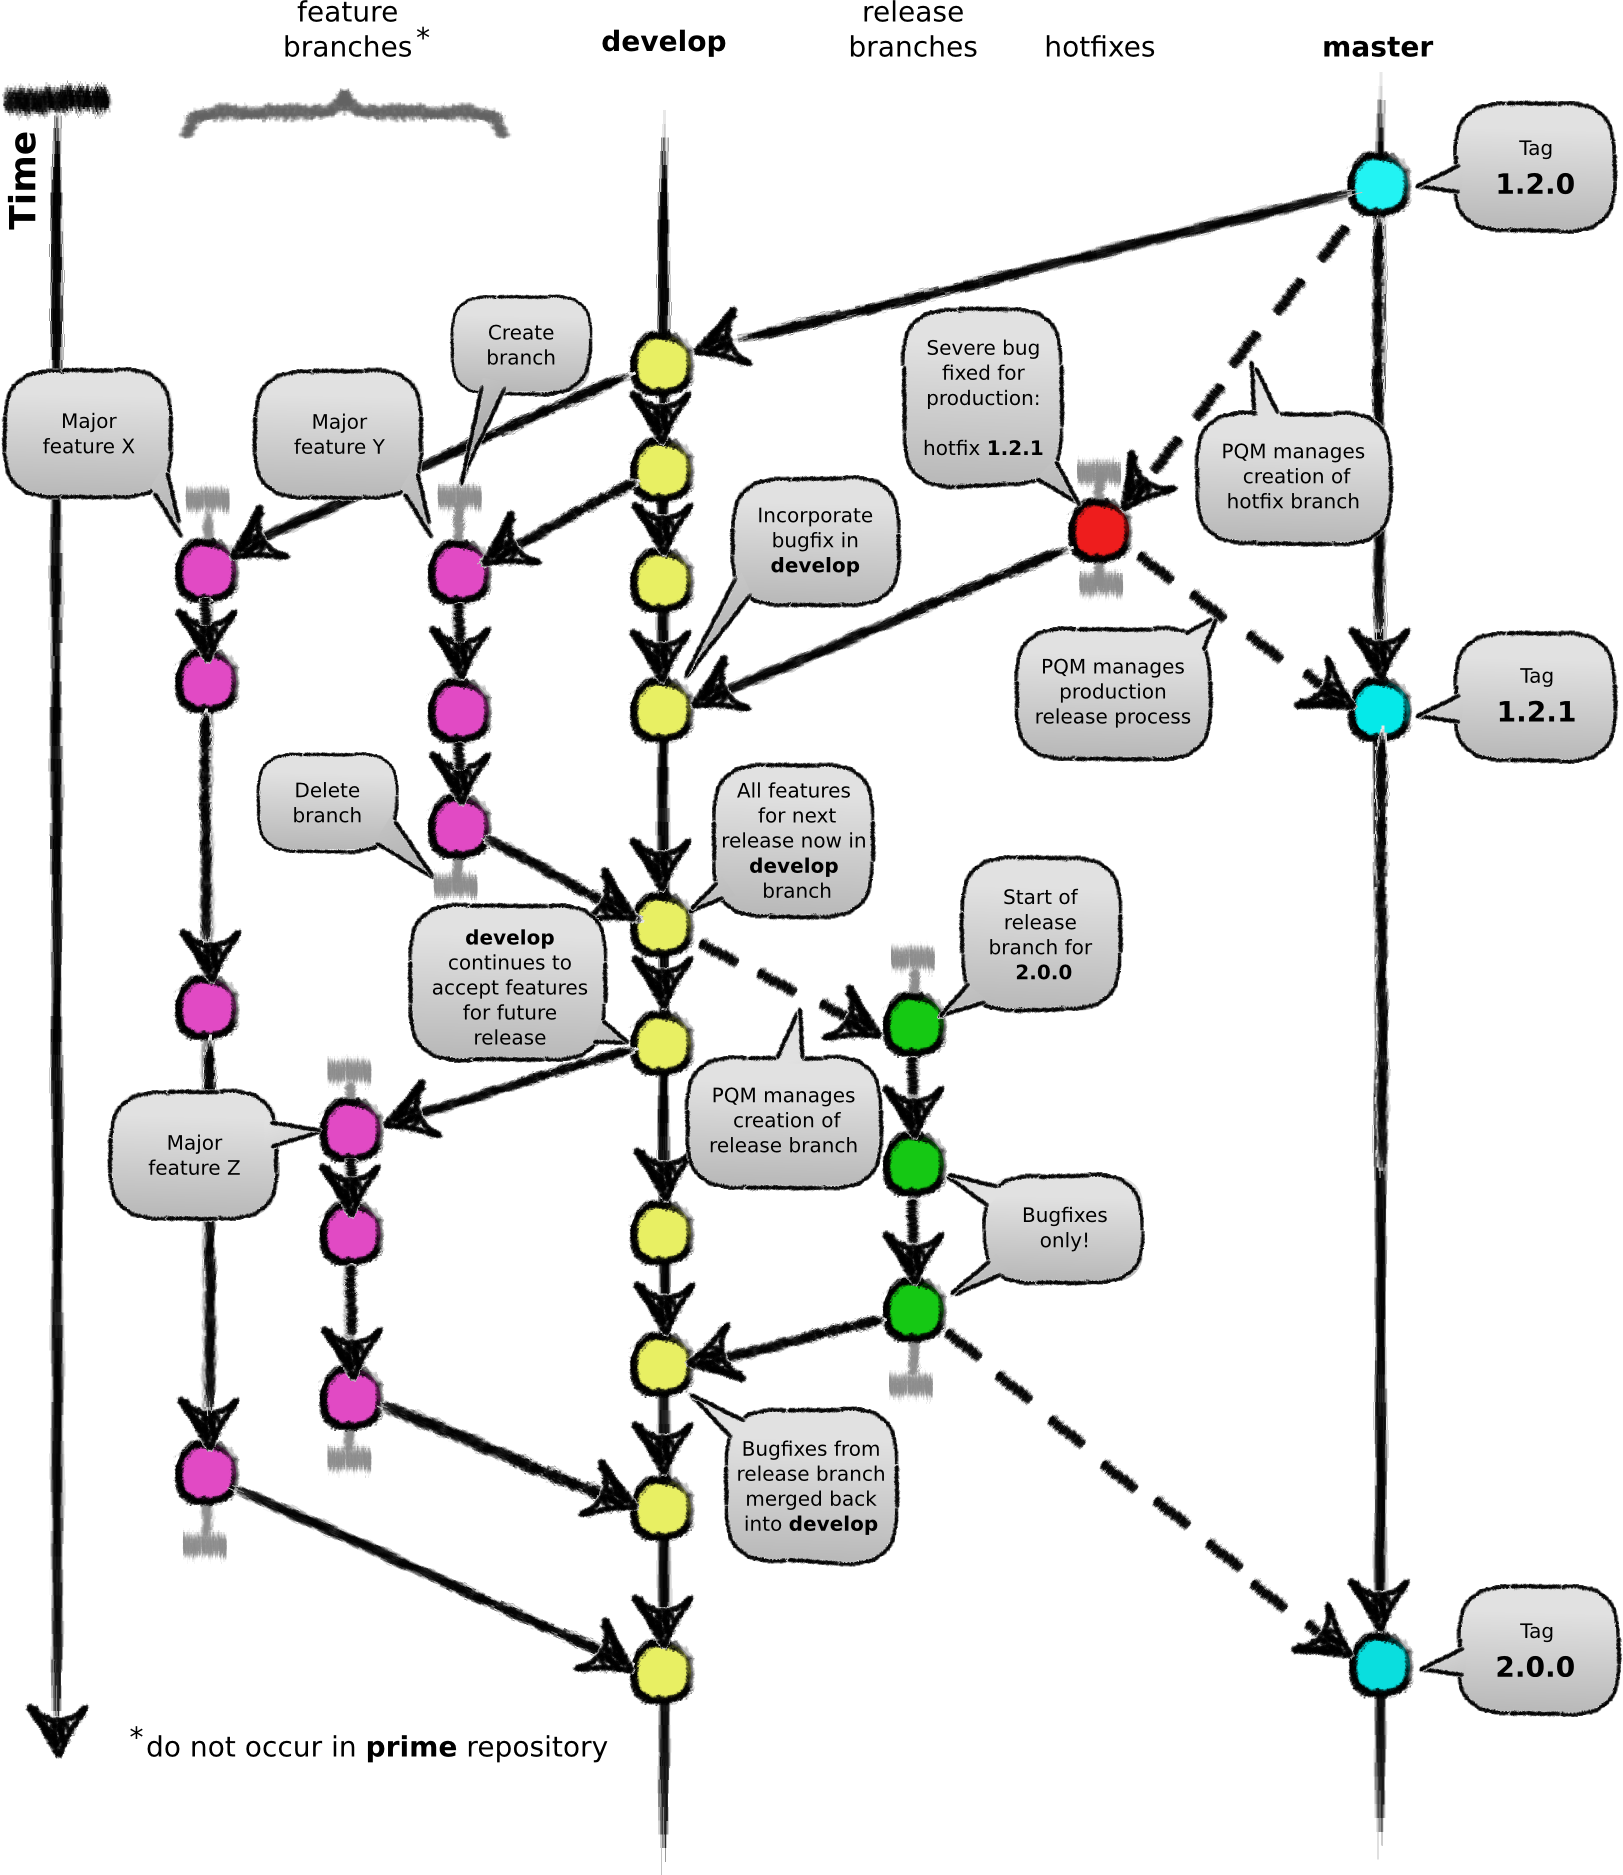 feature
branches*
develop
release
branches
hotfixes
master
Time
Tag
1.2.0
Create
branch
Severe bug
fixed for
production:
hotfix 1.2.1
Major
feature X
Major
feature Y
PQM manages
creation of
hotfix branch
Incorporate
bugfix in
develop
PQM manages
production
release process
Tag
1.2.1
Delete
branch
All features
for next
release now in
develop
branch
Start of
release
branch for
2.0.0
develop
continues to
accept features
for future
release
PQM manages
creation of
release branch
Major
feature Z
Bugfixes
only!
Bugfixes from
release branch
merged back
into develop
Tag
2.0.0
*do not occur in prime repository